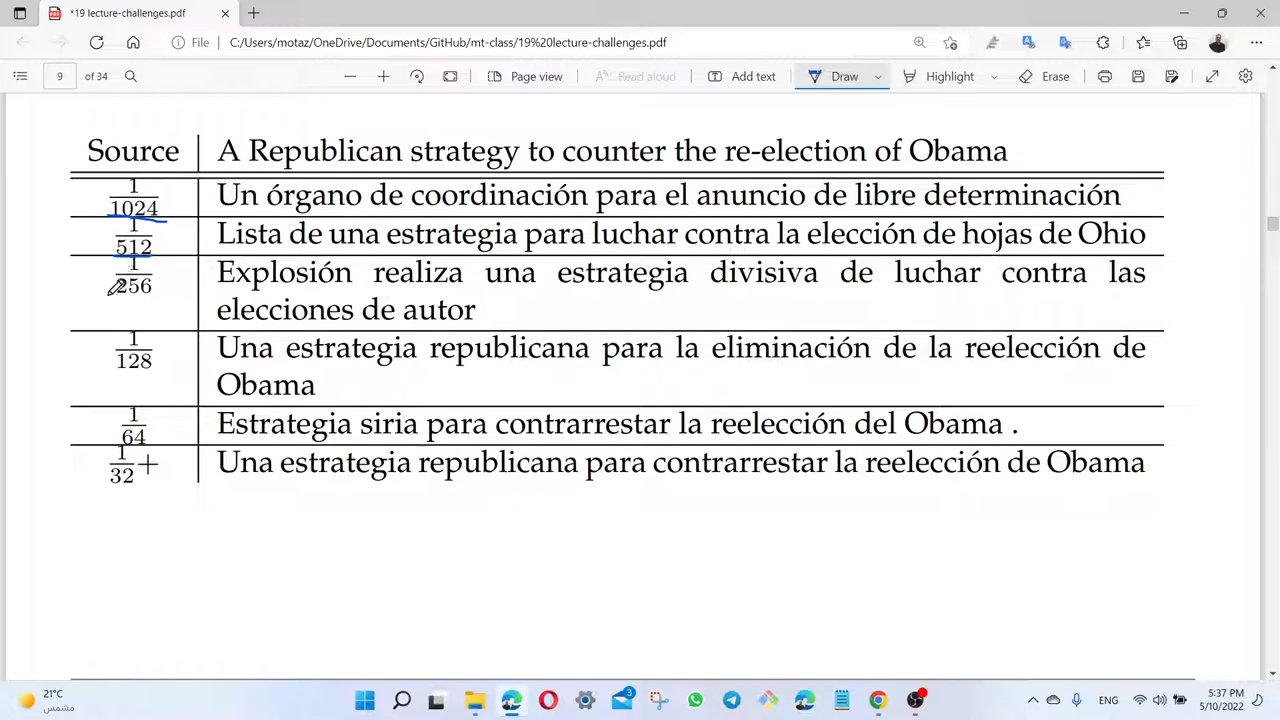 *19 lecture-challenges.pdf
File C:/Users/motaz/OneDrive/Documents/GitHub/mt-class/19%20lecture-challenges.pdf
9 of 34 Page view Read aloud Add text Draw Highlight Erase
Source A Republican strategy to counter the re-election of Obama
1/1024 Un órgano de coordinación para el anuncio de libre determinación
1/512 Lista de una estrategia para luchar contra la elección de hojas de Ohio
1/256 Explosión realiza una estrategia divisiva de luchar contra las
elecciones de autor
1/128 Una estrategia republicana para la eliminación de la reelección de
Obama
1/64 Estrategia siria para contrarrestar la reelección del Obama .
1/32+ Una estrategia republicana para contrarrestar la reelección de Obama
21°C
مشمس
3
ENG
5:37 PM
5/10/2022